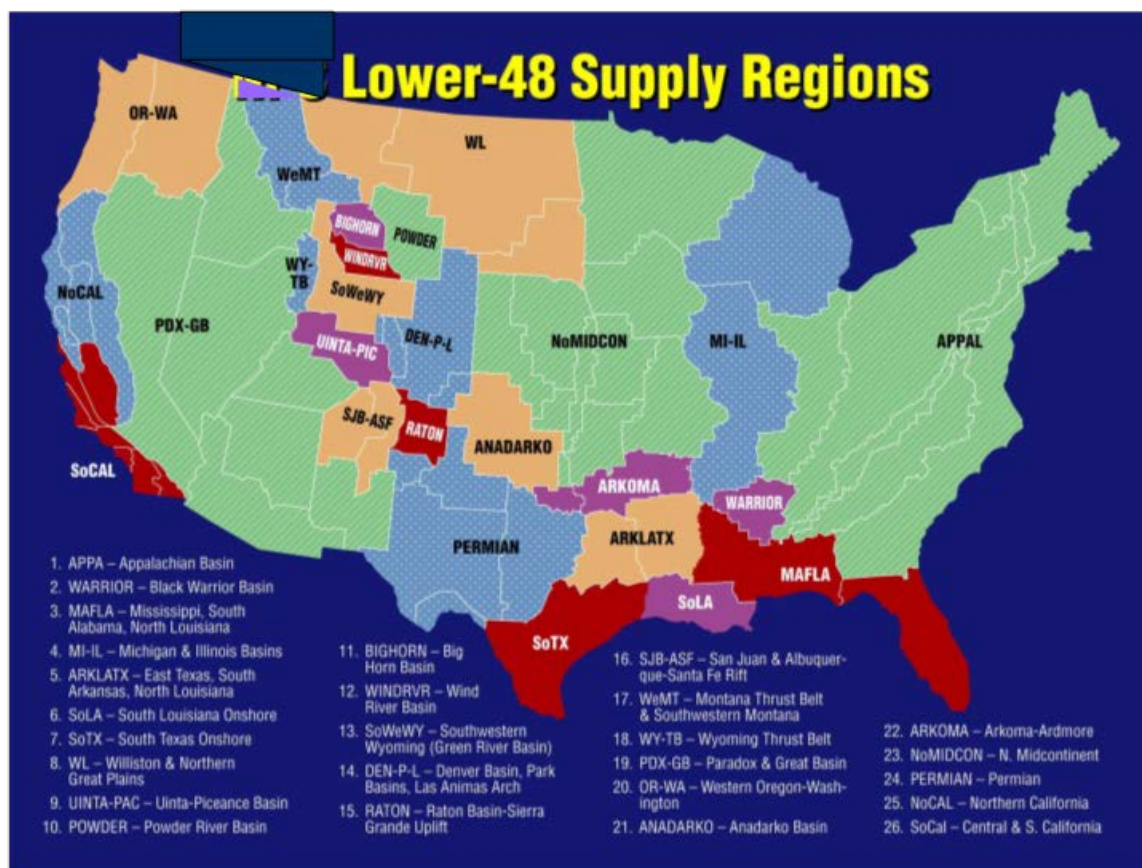 Lower-48 Supply Regions
OR-WA
WL
WeMT
BIGHORN
POWDER
WINDRVR
WY-
TB
SoWeWY
NoCAL
PDX-GB
UINTA-PIC
DEN-P-L
NoMIDCON
MI-IL
APPAL
SJB-ASF
RATON
ANADARKO
SoCAL
ARKOMA
WARRIOR
PERMIAN
ARKLATX
MAFLA
SoLA
SoTX
1. APPA – Appalachian Basin
2. WARRIOR – Black Warrior Basin
3. MAFLA – Mississippi, South
Alabama, North Louisiana
4. MI-IL – Michigan & Illinois Basins
5. ARKLATX – East Texas, South
Arkansas, North Louisiana
6. SoLA – South Louisiana Onshore
7. SoTX – South Texas Onshore
8. WL – Williston & Northern
Great Plains
9. UINTA-PAC – Uinta-Piceance Basin
10. POWDER – Powder River Basin
11. BIGHORN – Big
Horn Basin
12. WINDRVR – Wind
River Basin
13. SoWeWY – Southwestern
Wyoming (Green River Basin)
14. DEN-P-L – Denver Basin, Park
Basins, Las Animas Arch
15. RATON – Raton Basin-Sierra
Grande Uplift
16. SJB-ASF – San Juan & Albuquer-
que-Santa Fe Rift
17. WeMT – Montana Thrust Belt
& Southwestern Montana
18. WY-TB – Wyoming Thrust Belt
19. PDX-GB – Paradox & Great Basin
20. OR-WA – Western Oregon-Wash-
ington
21. ANADARKO – Anadarko Basin
22. ARKOMA – Arkoma-Ardmore
23. NoMIDCON – N. Midcontinent
24. PERMIAN – Permian
25. NoCAL – Northern California
26. SoCal – Central & S. California